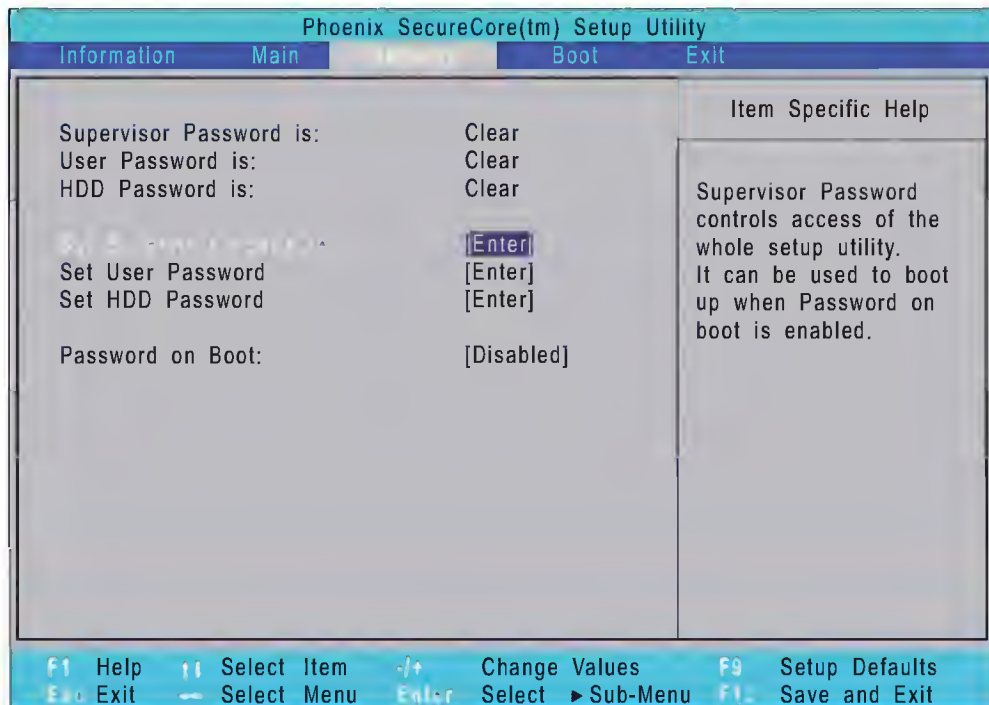 Phoenix SecureCore(tm) Setup Utility
Information Main Boot Exit
Item Specific Help
Supervisor Password is: Clear
User Password is: Clear
HDD Password is: Clear
[Enter]
Set User Password [Enter]
Set HDD Password [Enter]
Password on Boot: [Disabled]
Supervisor Password
controls access of the
whole setup utility.
It can be used to boot
up when Password on
boot is enabled.
F1 Help Select Item -/+ Change Values F9 Setup Defaults
Esc Exit Select Menu Enter Select ▶ Sub-Menu Save and Exit